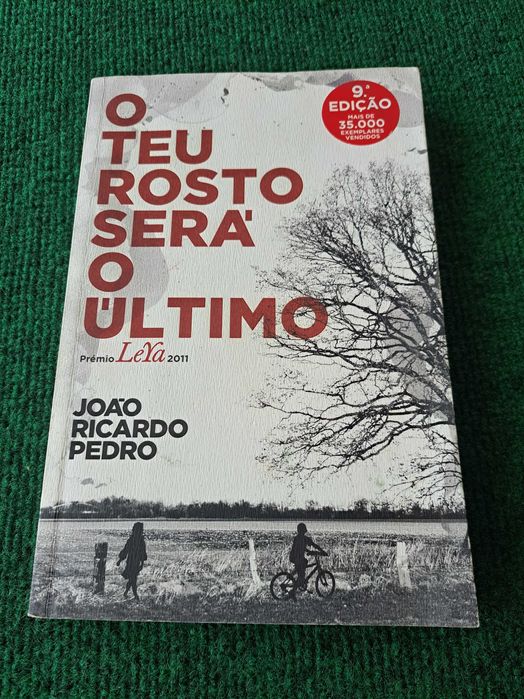 O
TEU
ROSTO
SERÁ
O
ÚLTIMO
Prémio LeYa 2011
JOÃO
RICARDO
PEDRO
9.ª
EDIÇÃO
MAIS DE
35.000
EXEMPLARES
VENDIDOS